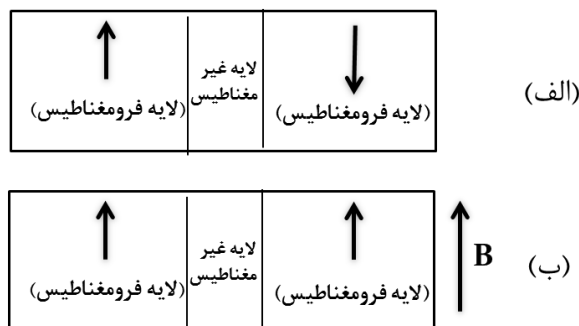 لایه غیر
مغناطیس
(لایه فرومغناطیس)
(لایه فرومغناطیس)
(الف)
لایه غیر
مغناطیس
(لایه فرومغناطیس)
(لایه فرومغناطیس)
B
(ب)